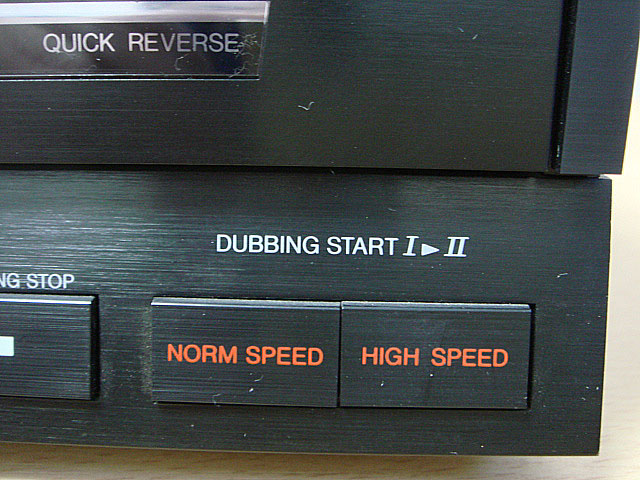 QUICK REVERSE
DUBBING START I ▶ II
NG STOP
NORM SPEED
HIGH SPEED